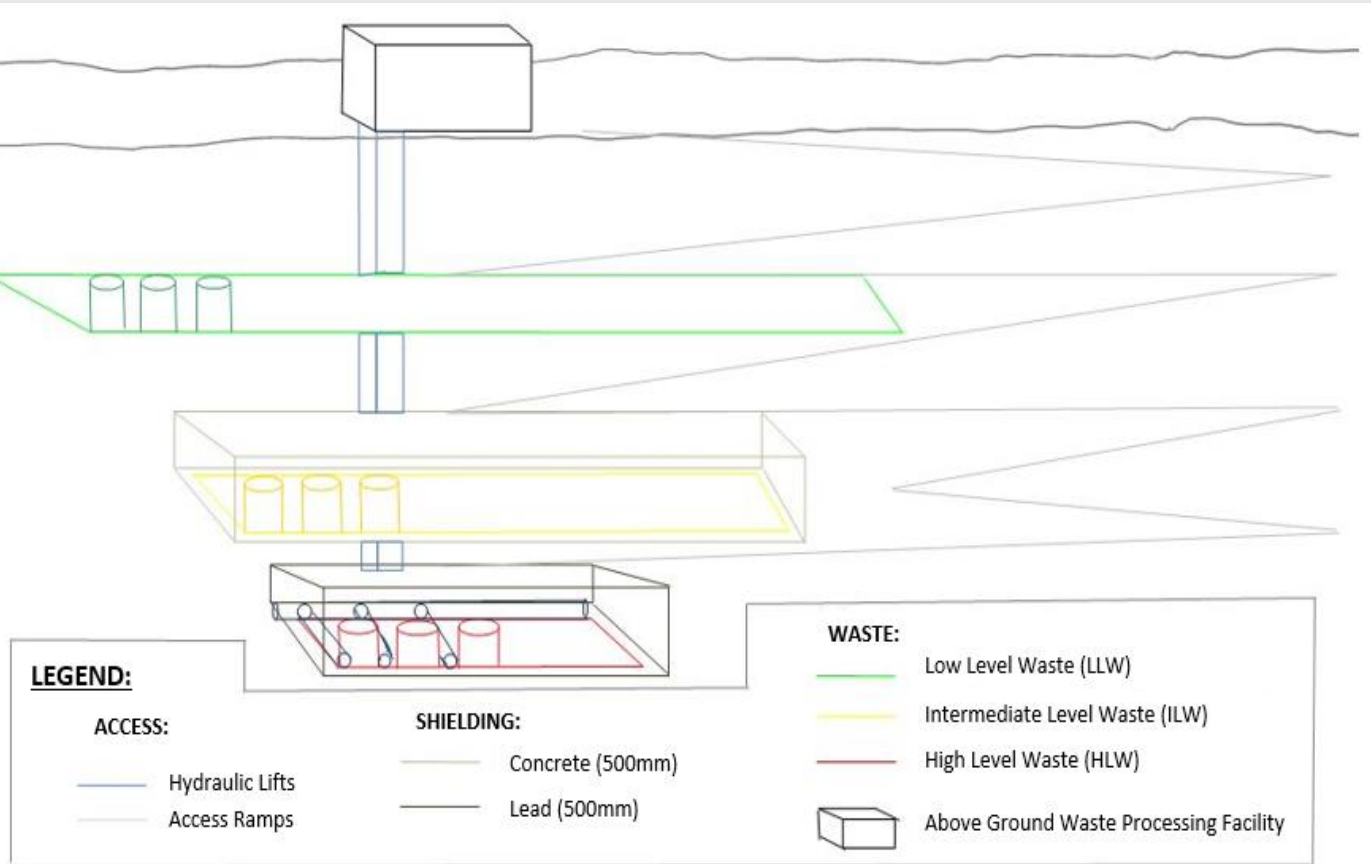 LEGEND:
ACCESS:
Hydraulic Lifts
Access Ramps
SHIELDING:
Concrete (500mm)
Lead (500mm)
WASTE:
Low Level Waste (LLW)
Intermediate Level Waste (ILW)
High Level Waste (HLW)
Above Ground Waste Processing Facility